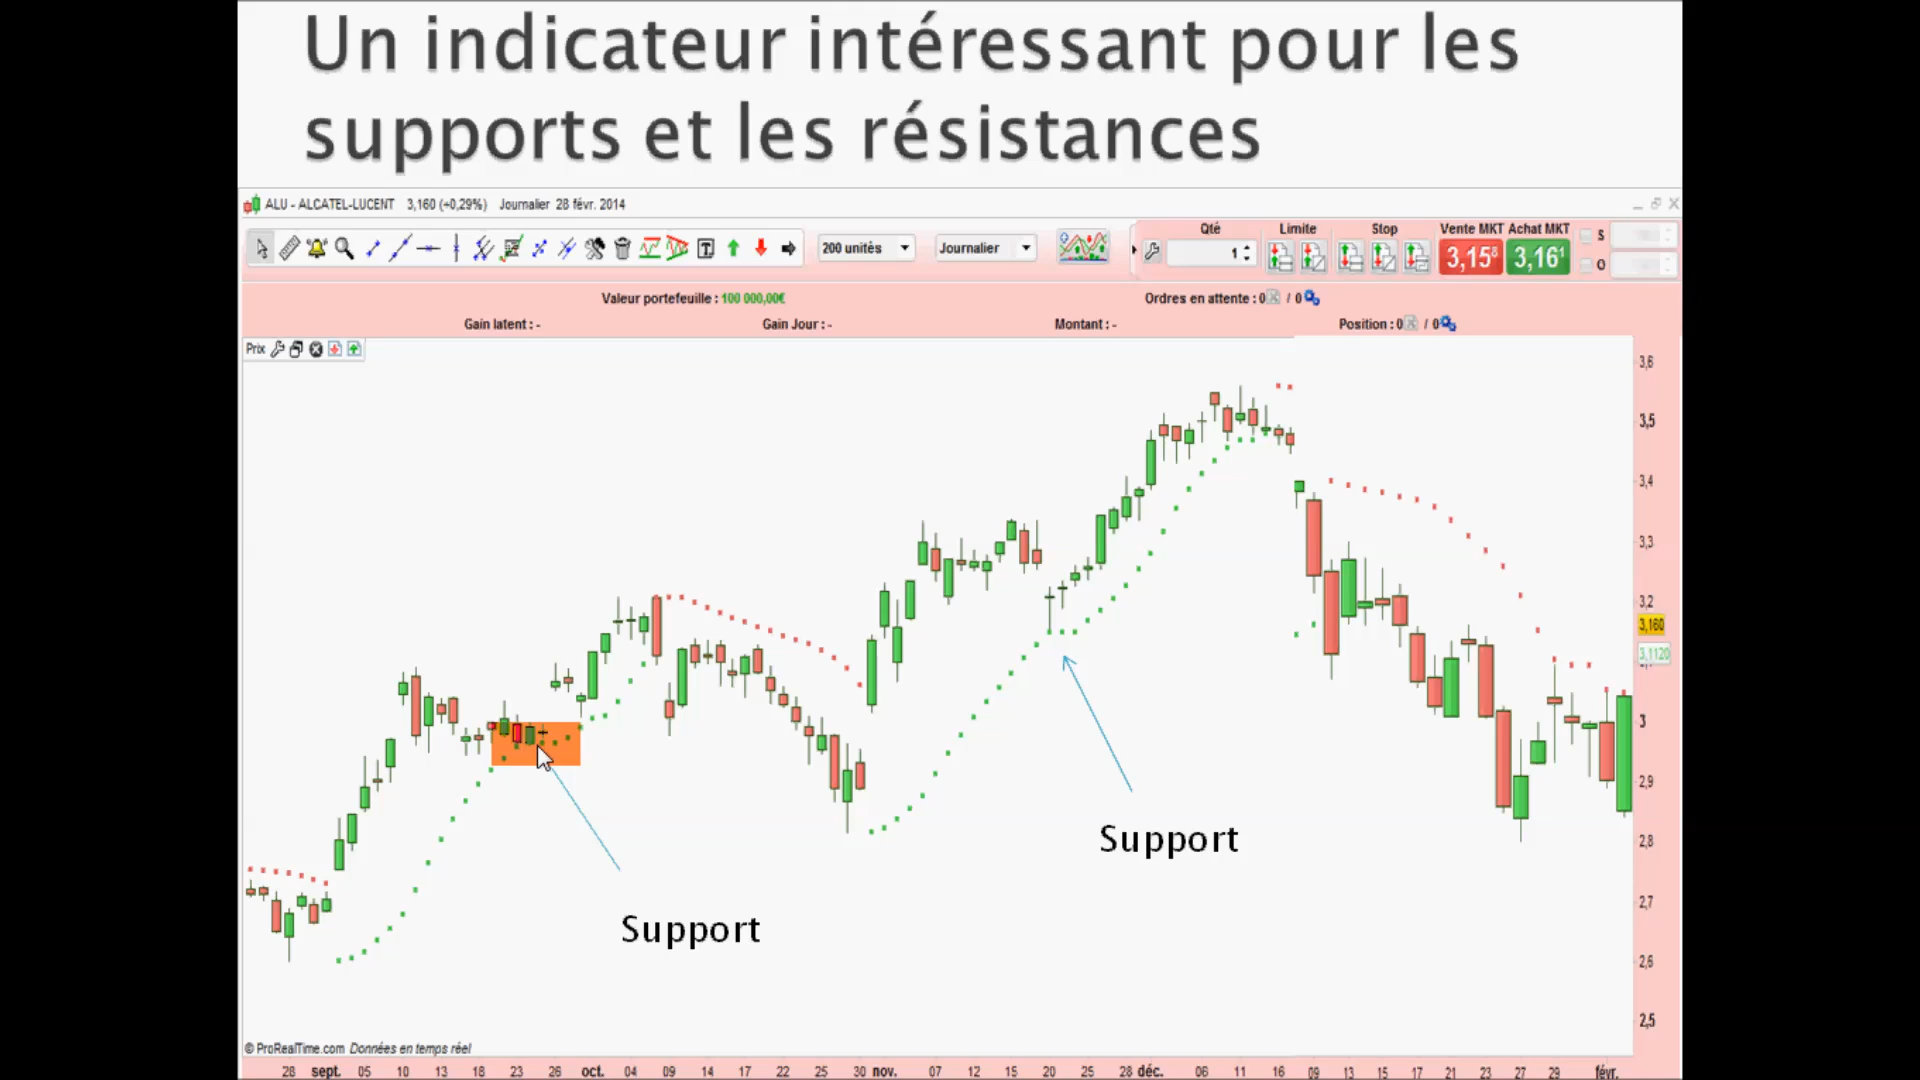 Un indicateur intéressant pour les
supports et les résistances
ALU - ALCATEL-LUCENT 3,160 (+0,29%) Journalier 28 févr. 2014
200 unités Journalier
Qté Limite Stop Vente MKT Achat MKT S
1 3,15⁸ 3,16¹ O
Valeur portefeuille : 100 000,00€ Ordres en attente : 0 / 0
Gain latent : - Gain Jour : - Montant : - Position : 0 / 0
Prix
3,6
3,5
3,4
3,3
3,2
3,160
3,1120
3
2,9
2,8
2,7
2,6
2,5
Support
Support
© ProRealTime.com Données en temps réel
28 sept. 05 10 13 18 23 26 oct. 04 09 14 17 22 25 30 nov. 07 12 15 20 25 28 déc. 06 11 16 09 13 15 17 21 23 27 29 févr.